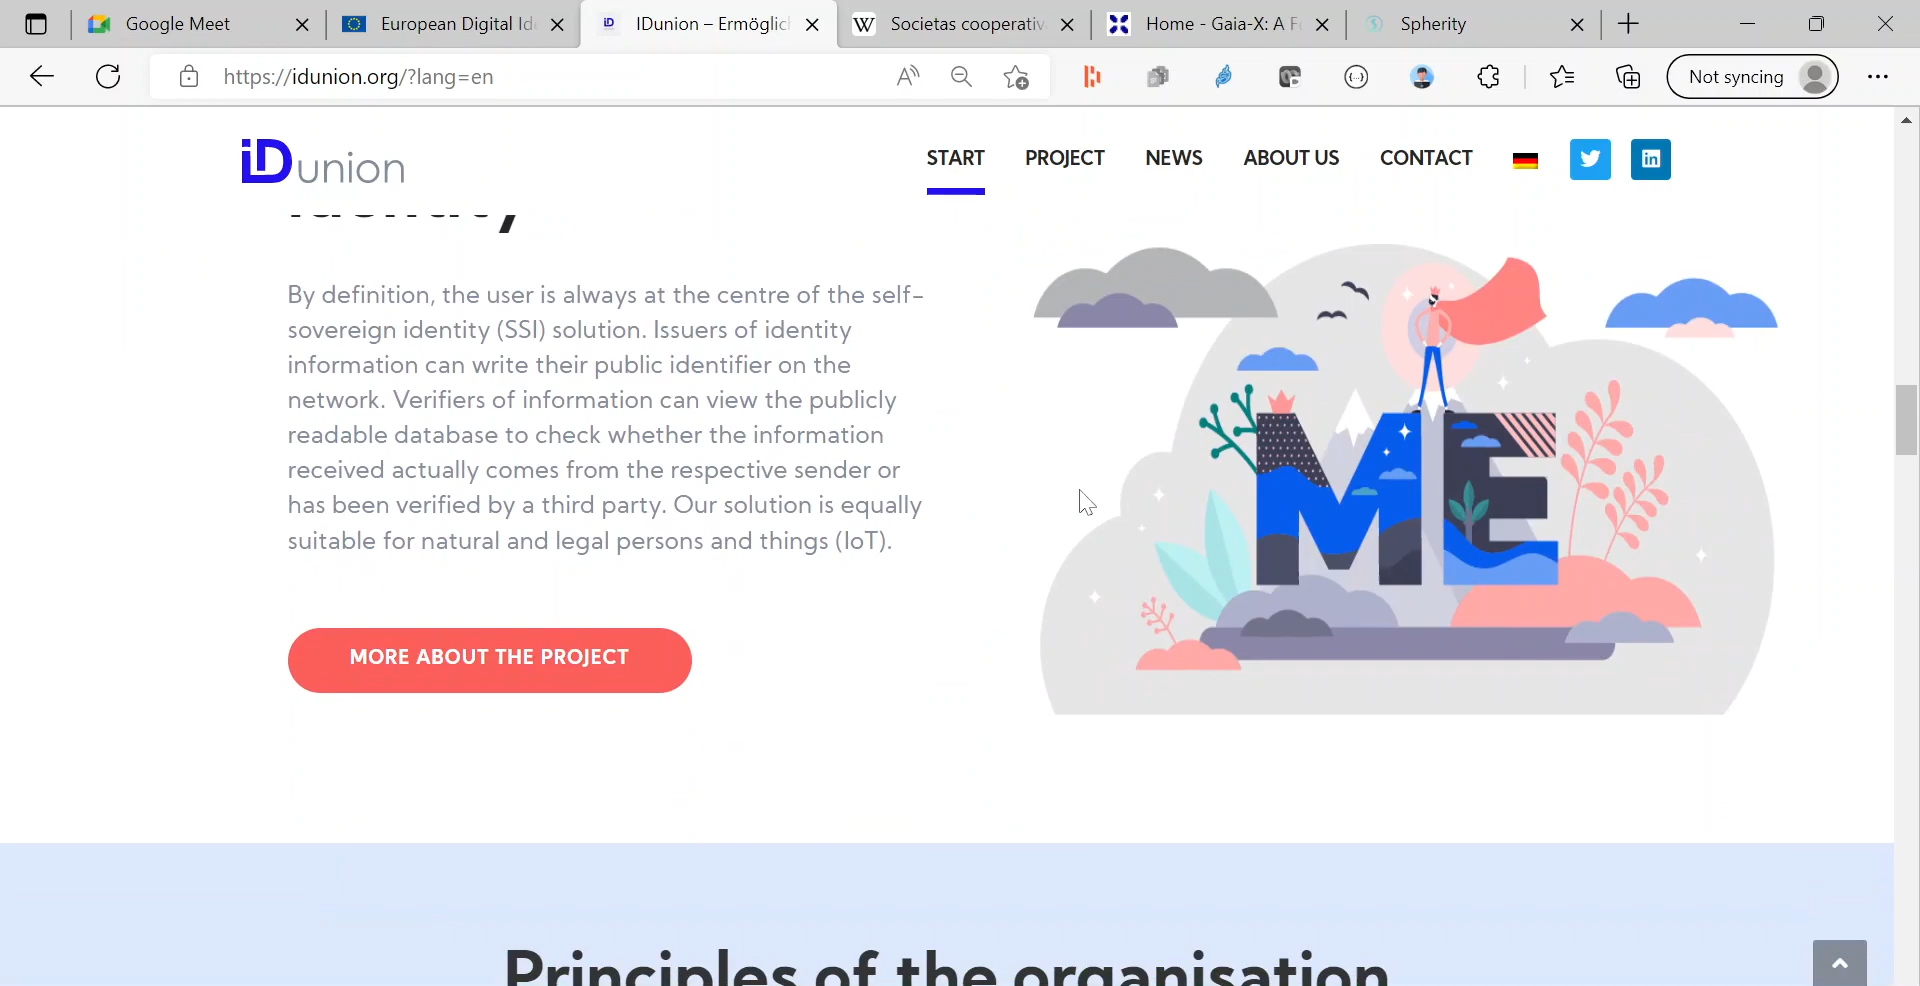 Google Meet
European Digital Ide
IDunion – Ermöglic
Societas cooperativ
Home - Gaia-X: A F
Spherity
https://idunion.org/?lang=en
Not syncing
iDunion
START
PROJECT
NEWS
ABOUT US
CONTACT
By definition, the user is always at the centre of the self-
sovereign identity (SSI) solution. Issuers of identity
information can write their public identifier on the
network. Verifiers of information can view the publicly
readable database to check whether the information
received actually comes from the respective sender or
has been verified by a third party. Our solution is equally
suitable for natural and legal persons and things (IoT).
ME
MORE ABOUT THE PROJECT
Principles of the organisation